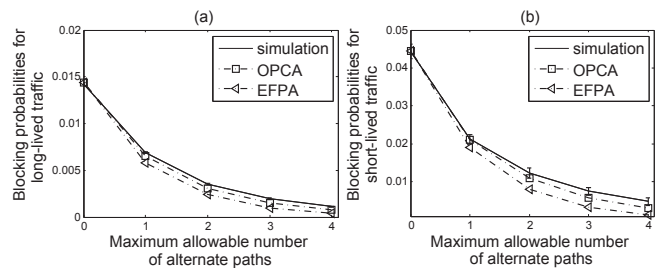 (a)
Blocking probabilities for
long-lived traffic
0.02
0.015
0.01
0.005
0
0 1 2 3 4
simulation
OPCA
EFPA
Maximum allowable number
of alternate paths
(b)
Blocking probabilities for
short-lived traffic
0.05
0.04
0.03
0.02
0.01
0 1 2 3 4
simulation
OPCA
EFPA
Maximum allowable number
of alternate paths